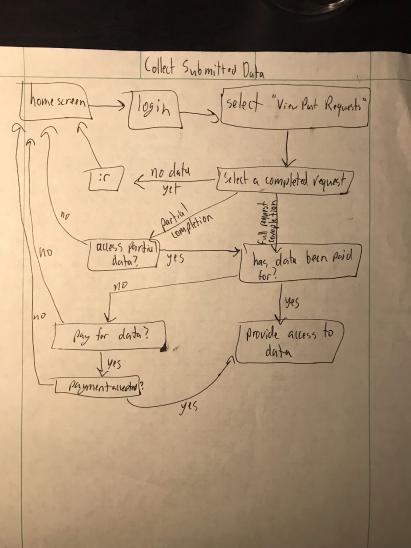 Collect Submitted Data
home screen
login
select "View Past Requests"
:r
no data
yet
select a completed request
partial
completion
full request
completion
no
access partial
data?
yes
has data been paid
for?
no
no
yes
pay for data?
provide access to
data
yes
no
payment accepted?
yes